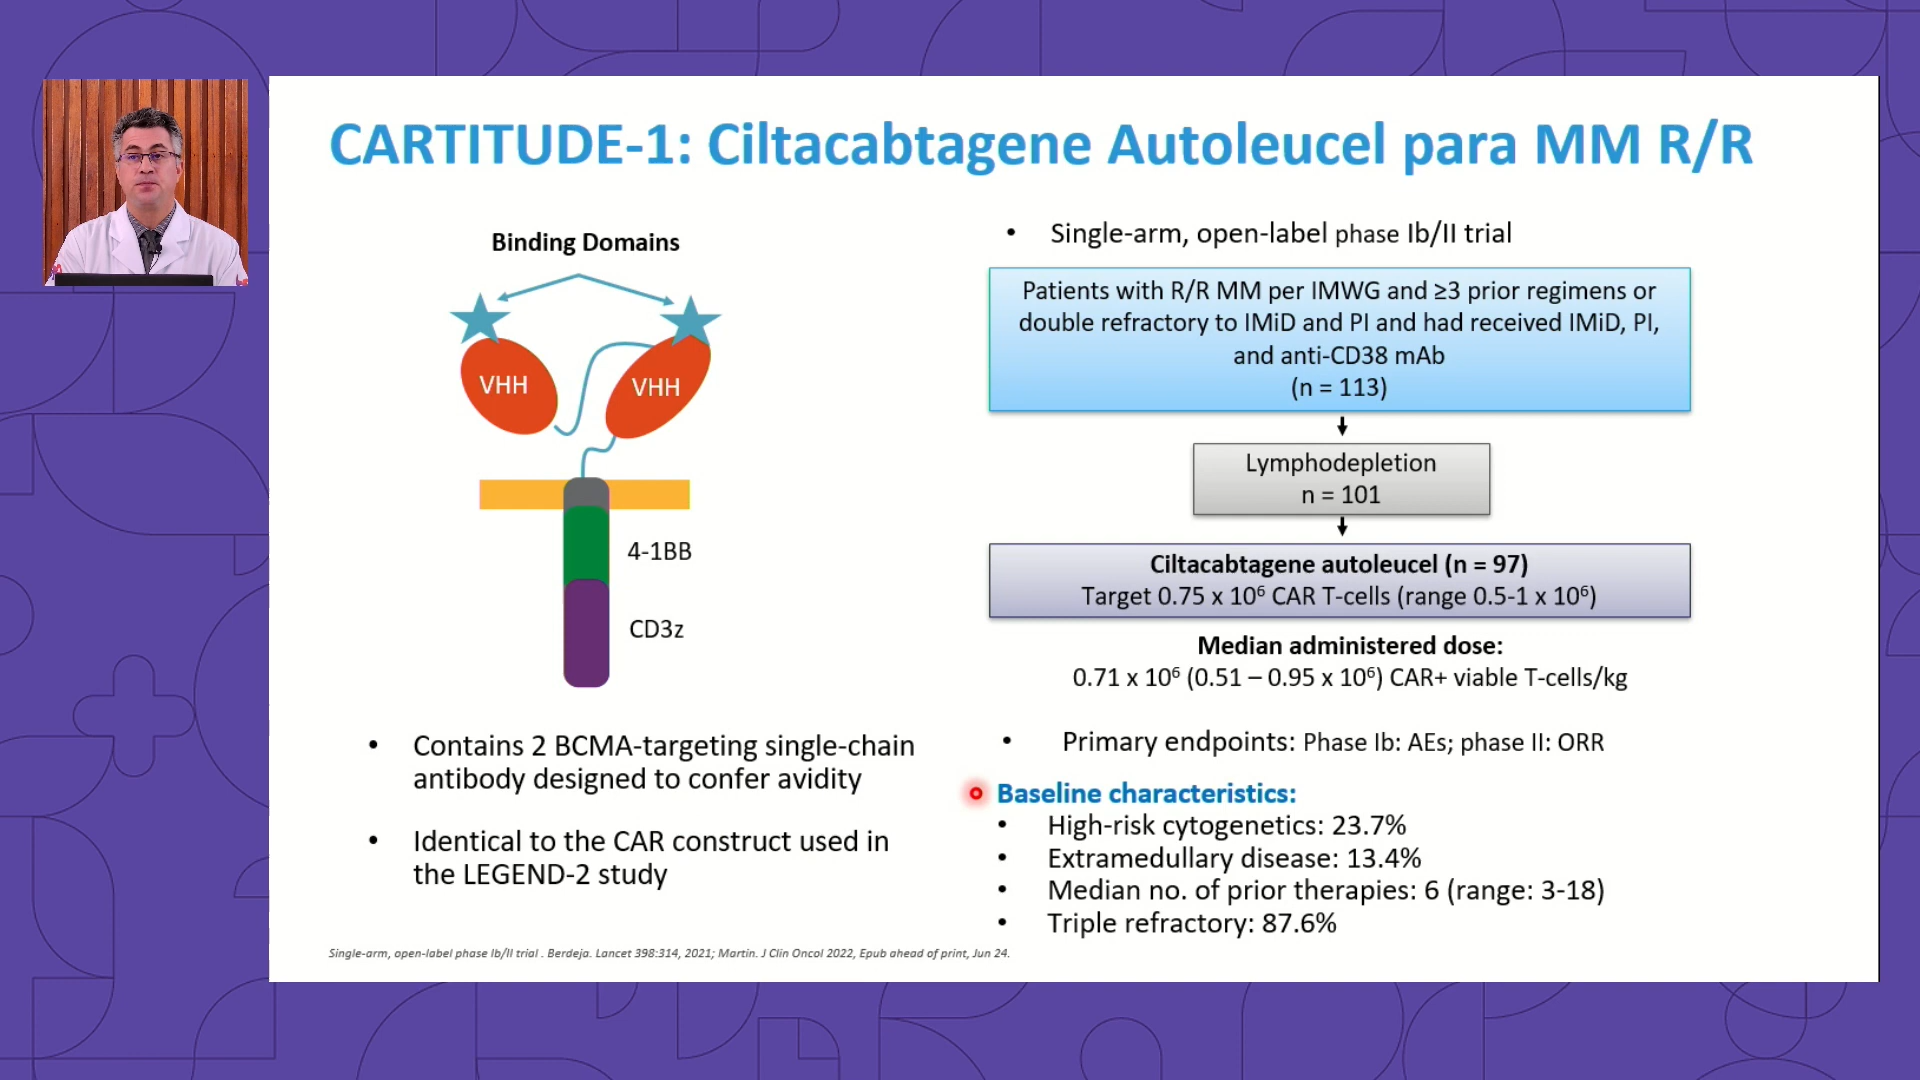 CARTITUDE-1: Ciltacabtagene Autoleucel para MM R/R
Binding Domains
VHH
VHH
4-1BB
CD3z
• Contains 2 BCMA-targeting single-chain
antibody designed to confer avidity
• Identical to the CAR construct used in
the LEGEND-2 study
• Single-arm, open-label phase Ib/II trial
Patients with R/R MM per IMWG and ≥3 prior regimens or
double refractory to IMiD and PI and had received IMiD, PI,
and anti-CD38 mAb
(n = 113)
Lymphodepletion
n = 101
Ciltacabtagene autoleucel (n = 97)
Target 0.75 x 10⁶ CAR T-cells (range 0.5-1 x 10⁶)
Median administered dose:
0.71 x 10⁶ (0.51 – 0.95 x 10⁶) CAR+ viable T-cells/kg
• Primary endpoints: Phase Ib: AEs; phase II: ORR
Baseline characteristics:
• High-risk cytogenetics: 23.7%
• Extramedullary disease: 13.4%
• Median no. of prior therapies: 6 (range: 3-18)
• Triple refractory: 87.6%
Single-arm, open-label phase Ib/II trial . Berdeja. Lancet 398:314, 2021; Martin. J Clin Oncol 2022, Epub ahead of print, Jun 24.